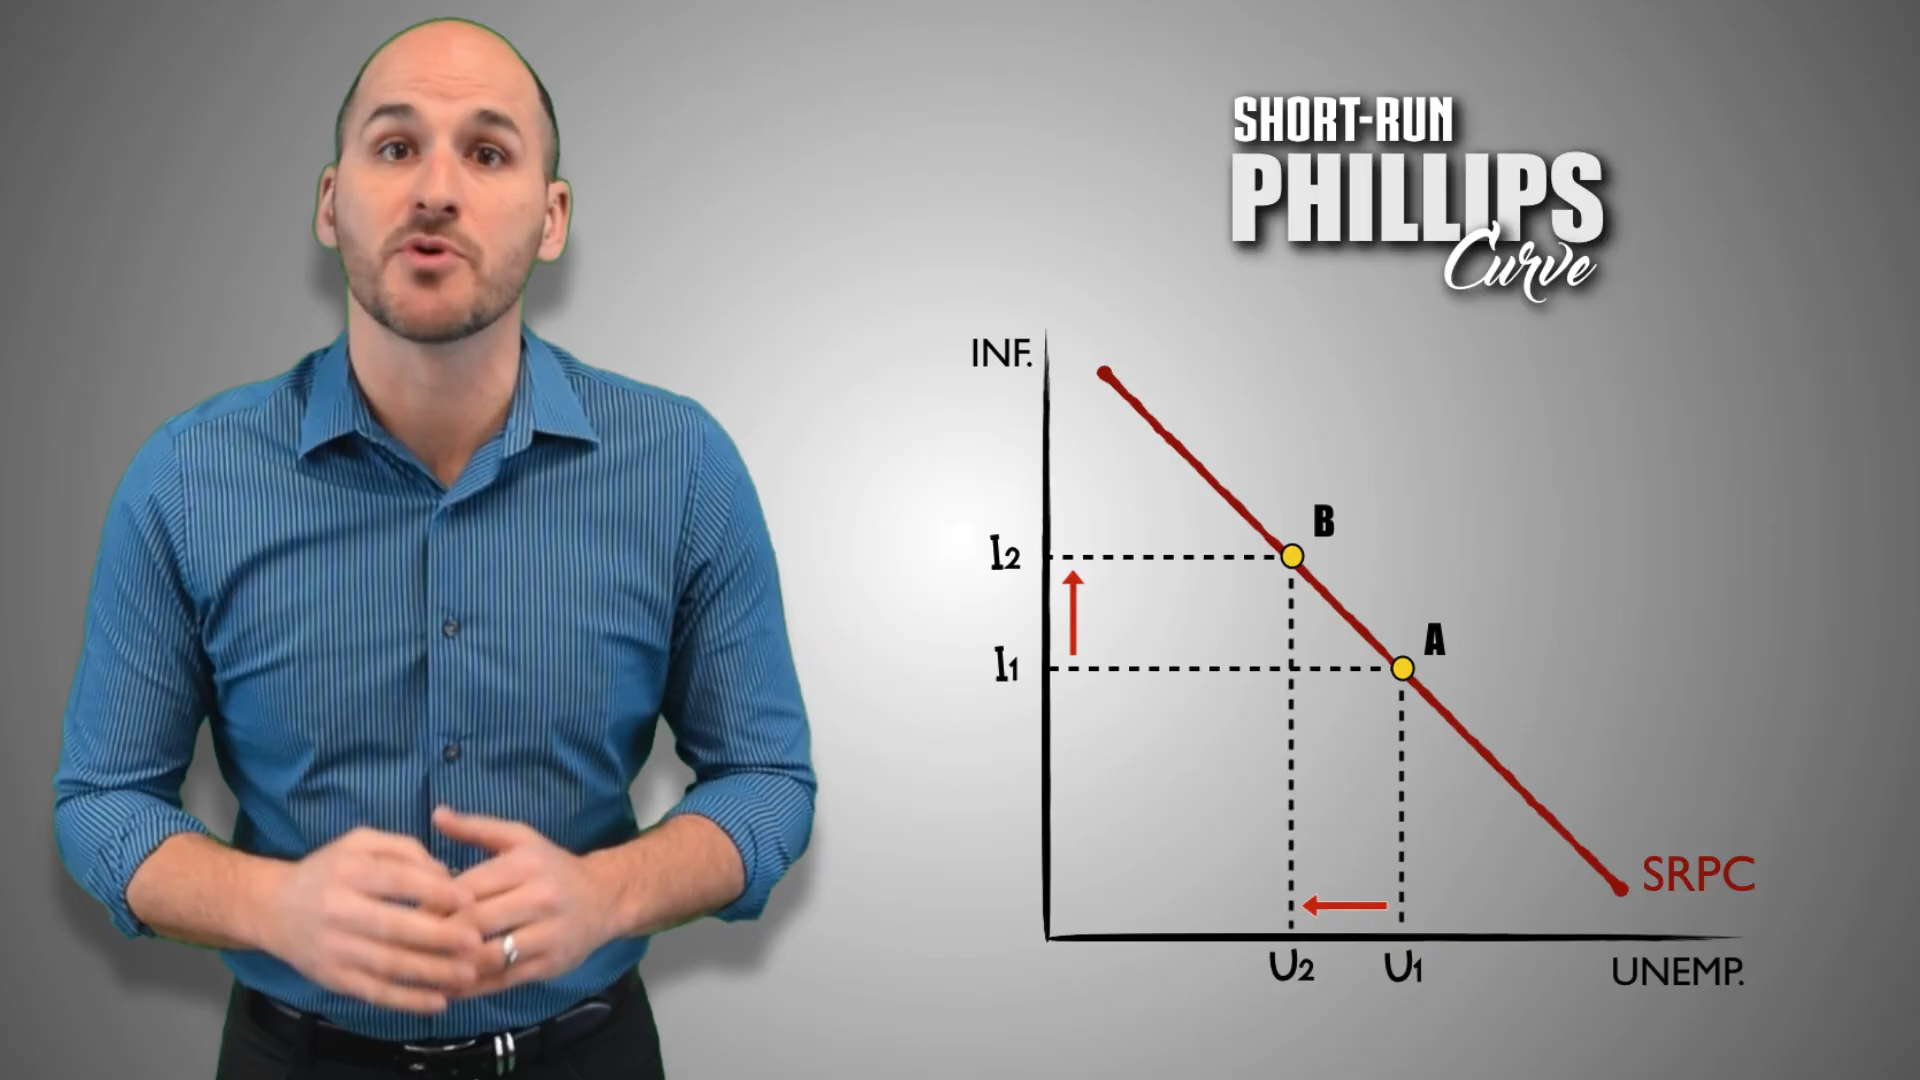 SHORT-RUN
PHILLIPS
Curve
INF.
B
I2
A
I1
SRPC
U2 U1
UNEMP.